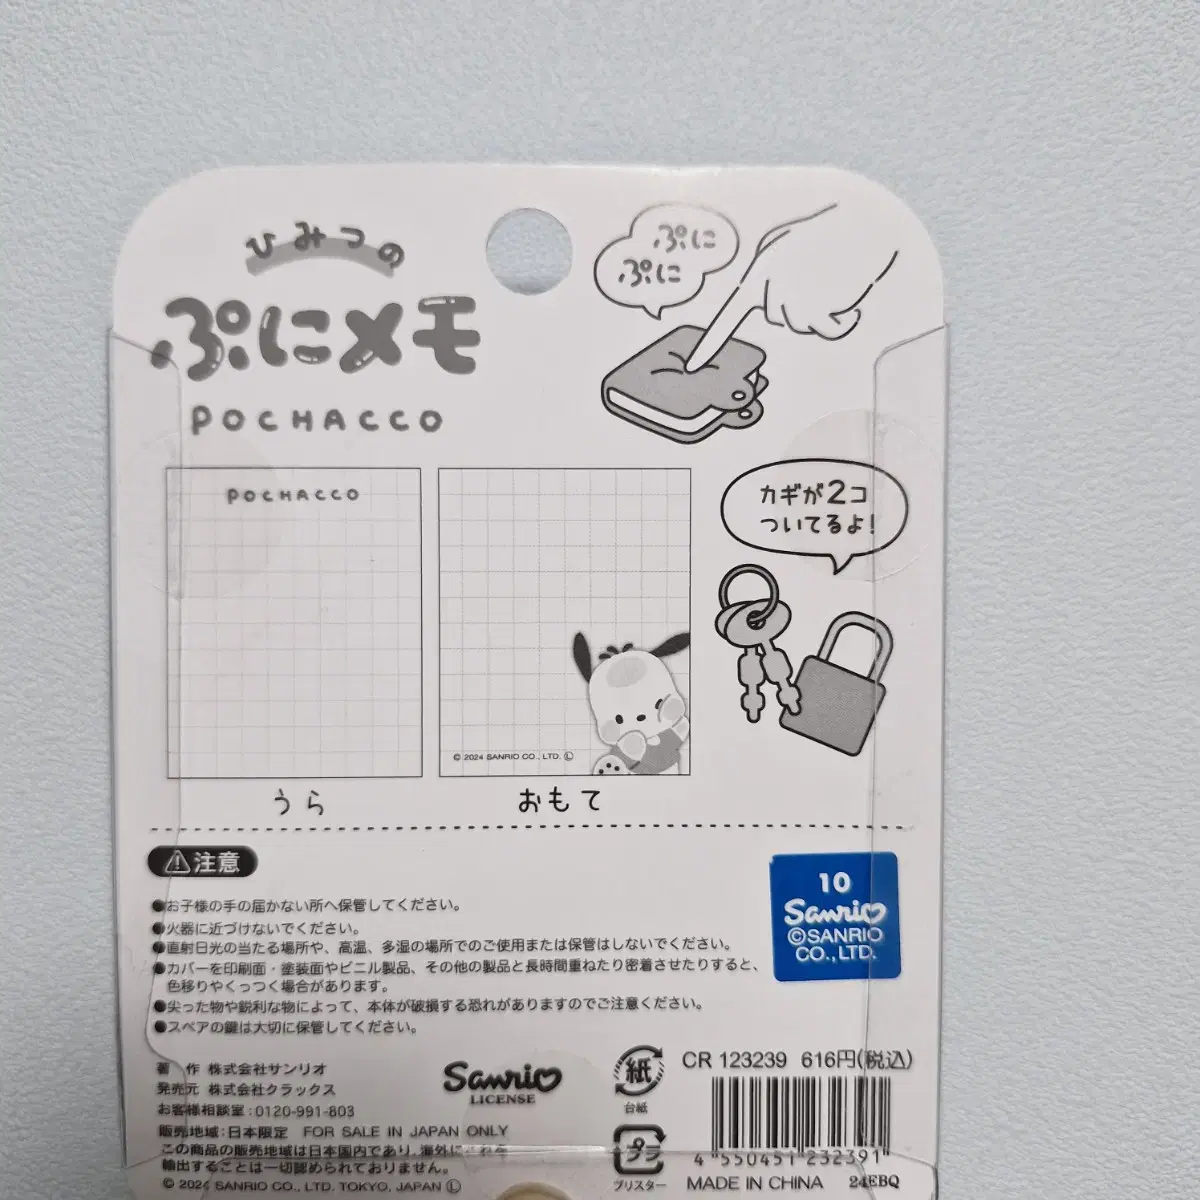 ひみつの
ぷにメモ
POCHACCO
ぷに
ぷに
POCHACCO
© 2024 SANRIO CO., LTD. Ⓛ
うら
おもて
カギが2コ
ついてるよ!
⚠注意
●お子様の手の届かない所へ保管してください。
●火器に近づけないでください。
●直射日光の当たる場所や、高温、多湿の場所でのご使用または保管はしないでください。
●カバーを印刷面・塗装面やビニル製品、その他の製品と長時間重ねたり密着させたりすると、
色移りやくっつく場合があります。
●尖った物や鋭利な物によって、本体が破損する恐れがありますのでご注意ください。
●スペアの鍵は大切に保管してください。
10
Sanrio
©SANRIO
CO.,LTD.
著 作 株式会社サンリオ
発売元 株式会社クラックス
お客様相談室:0120-991-803
販売地域:日本限定 FOR SALE IN JAPAN ONLY
この商品の販売地域は日本国内であり、海外に
輸出することは一切認められておりません。
© 2024 SANRIO CO., LTD. TOKYO, JAPAN Ⓛ
Sanrio
LICENSE
紙
台紙
プラ
ブリスター
CR 123239 616円(税込)
4 550451 232391
MADE IN CHINA 24EBQ